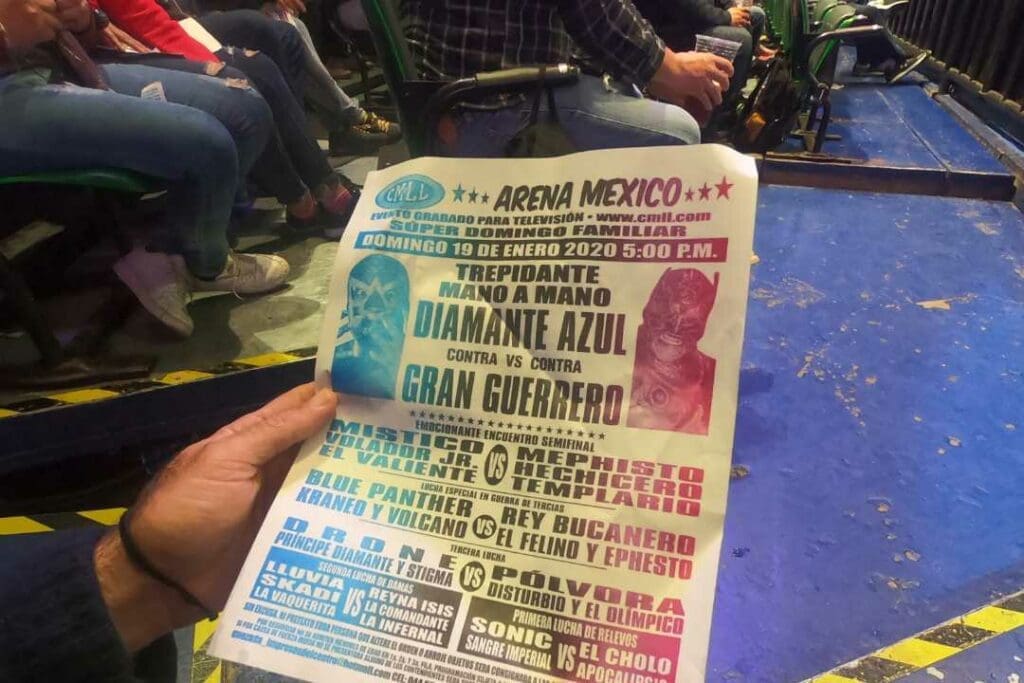 CMLL ARENA MEXICO
EVENTO GRABADO PARA TELEVISIÓN • www.cmll.com
SÚPER DOMINGO FAMILIAR
DOMINGO 19 DE ENERO 2020 5:00 P.M.
TREPIDANTE
MANO A MANO
DIAMANTE AZUL
CONTRA VS CONTRA
GRAN GUERRERO
EMOCIONANTE ENCUENTRO SEMIFINAL
MISTICO
VOLADOR JR.
EL VALIENTE
VS
MEPHISTO
HECHICERO
TEMPLARIO
LUCHA ESPECIAL EN GUERRA DE TERCIAS
BLUE PANTHER
KRANEO Y VOLCANO
VS
REY BUCANERO
EL FELINO Y EPHESTO
TERCERA LUCHA
DRONE
PRÍNCIPE DIAMANTE Y STIGMA
VS
PÓLVORA
DISTURBIO Y EL OLÍMPICO
SEGUNDA LUCHA DE DAMAS
LLUVIA
SKADI
LA VAQUERITA
VS
REYNA ISIS
LA COMANDANTE
LA INFERNAL
PRIMERA LUCHA DE RELEVOS
SONIC
SANGRE IMPERIAL
VS
EL CHOLO
APOCALIPSIS